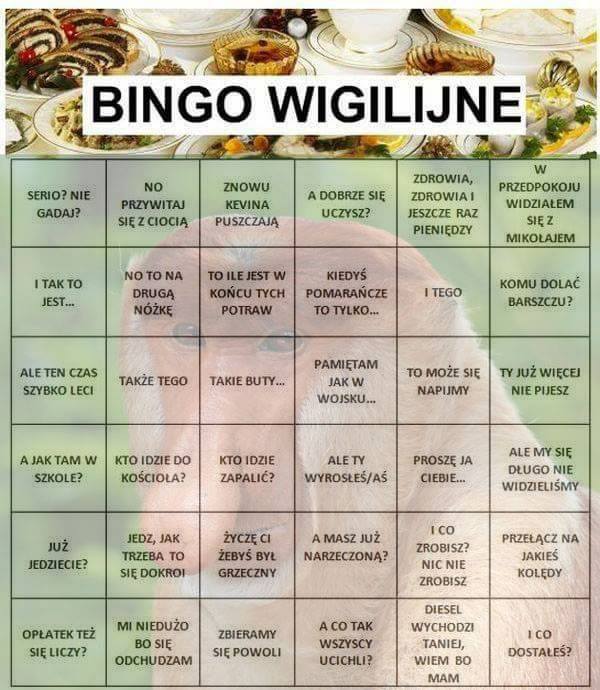 BINGO WIGILIJNE
SERIO? NIE
GADAJ?
NO
PRZYWITAJ
SIĘ Z CIOCIĄ
ZNOWU
KEVINA
PUSZCZAJĄ
A DOBRZE SIĘ
UCZYSZ?
ZDROWIA,
ZDROWIA I
JESZCZE RAZ
PIENIĘDZY
W
PRZEDPOKOJU
WIDZIAŁEM
SIĘ Z
MIKOŁAJEM
I TAK TO
JEST...
NO TO NA
DRUGĄ
NÓŻKĘ
TO ILE JEST W
KOŃCU TYCH
POTRAW
KIEDYŚ
POMARAŃCZE
TO TYLKO...
I TEGO
KOMU DOLAĆ
BARSZCZU?
ALE TEN CZAS
SZYBKO LECI
TAKŻE TEGO
TAKIE BUTY...
PAMIĘTAM
JAK W
WOJSKU...
TO MOŻE SIĘ
NAPIJMY
TY JUŻ WIĘCEJ
NIE PIJESZ
A JAK TAM W
SZKOLE?
KTO IDZIE DO
KOŚCIOŁA?
KTO IDZIE
ZAPALIĆ?
ALE TY
WYROSŁEŚ/AŚ
PROSZĘ JA
CIEBIE...
ALE MY SIĘ
DŁUGO NIE
WIDZIELIŚMY
JUŻ
JEDZIECIE?
JEDZ, JAK
TRZEBA TO
SIĘ DOKROI
ŻYCZĘ CI
ŻEBYŚ BYŁ
GRZECZNY
A MASZ JUŻ
NARZECZONĄ?
I CO
ZROBISZ?
NIC NIE
ZROBISZ
PRZEŁĄCZ NA
JAKIEŚ
KOLĘDY
OPŁATEK TEŻ
SIĘ LICZY?
MI NIEDUŻO
BO SIĘ
ODCHUDZAM
ZBIERAMY
SIĘ POWOLI
A CO TAK
WSZYSCY
UCICHLI?
DIESEL
WYCHODZI
TANIEJ,
WIEM BO
MAM
I CO
DOSTAŁEŚ?